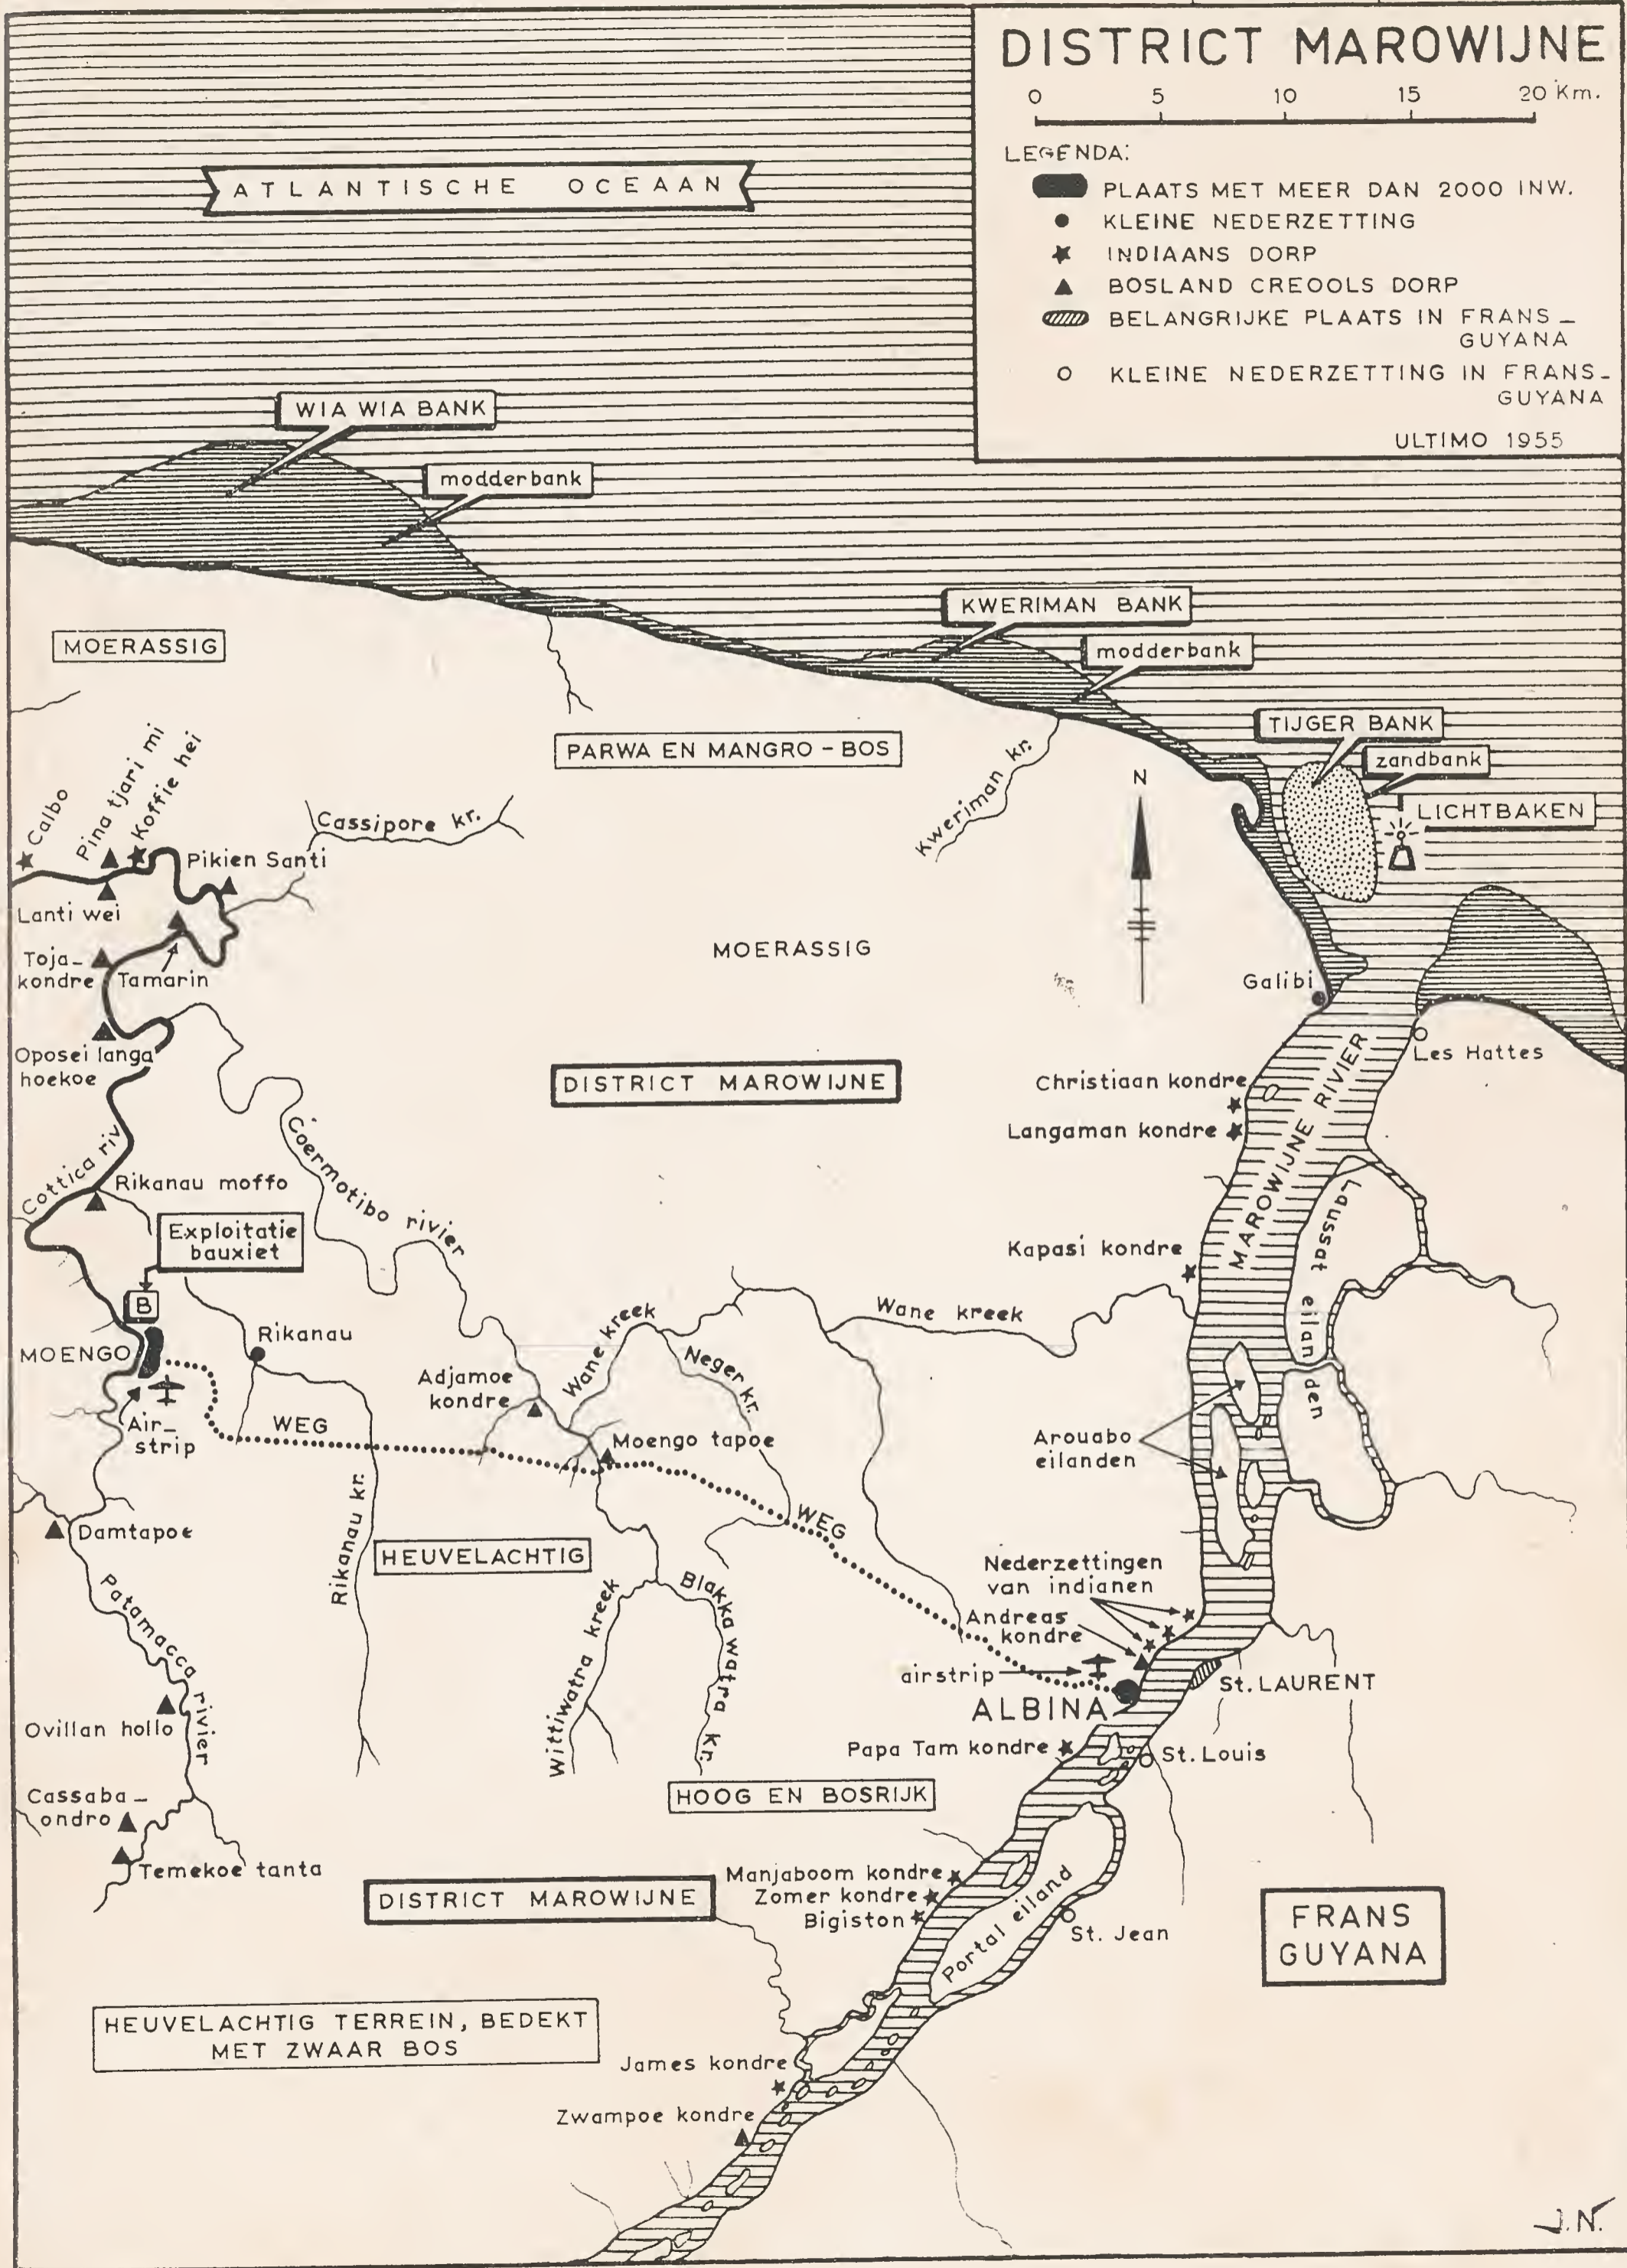 DISTRICT MAROWIJNE
0 5 10 15 20 Km.
LEGENDA:
PLAATS MET MEER DAN 2000 INW.
KLEINE NEDERZETTING
INDIAANS DORP
BOSLAND CREOOLS DORP
BELANGRIJKE PLAATS IN FRANS-
GUYANA
KLEINE NEDERZETTING IN FRANS-
GUYANA
ULTIMO 1955
ATLANTISCHE OCEAAN
WIA WIA BANK
modderbank
KWERIMAN BANK
modderbank
MOERASSIG
TIJGER BANK
zandbank
LICHTBAKEN
PARWA EN MANGRO-BOS
Kweriman kr.
N
Calbo
Pina tjari mi
Koffie hei
Cassipore kr.
Pikien Santi
Lanti wei
Toja-
kondre
Tamarin
MOERASSIG
Galibi
Oposei langa
hoekoe
Les Hattes
DISTRICT MAROWIJNE
Christiaan kondre
Langaman kondre
MAROWIJNE RIVIER
Coermotibo rivier
Cottica riv.
Rikanau moffo
Laussat eilanden
Exploitatie
bauxiet
B
Kapasi kondre
MOENGO
Rikanau
Wane kreek
Wane kreek
Neger kr.
Adjamoe
kondre
Air-
strip
WEG
Moengo tapoe
Arouabo
eilanden
Rikanau kr.
WEG
Damtapoe
HEUVELACHTIG
Patamacca rivier
Wittiwatra kreek
Blakka watra kr.
Nederzettingen
van indianen
Andreas
kondre
airstrip
ALBINA
St. LAURENT
Ovillan hollo
Papa Tam kondre
St. Louis
Cassaba-
ondro
HOOG EN BOSRIJK
Temekoe tanta
DISTRICT MAROWIJNE
Manjaboom kondre
Zomer kondre
Bigiston
Portal eiland
St. Jean
FRANS
GUYANA
HEUVELACHTIG TERREIN, BEDEKT
MET ZWAAR BOS
James kondre
Zwampoe kondre
J.N.